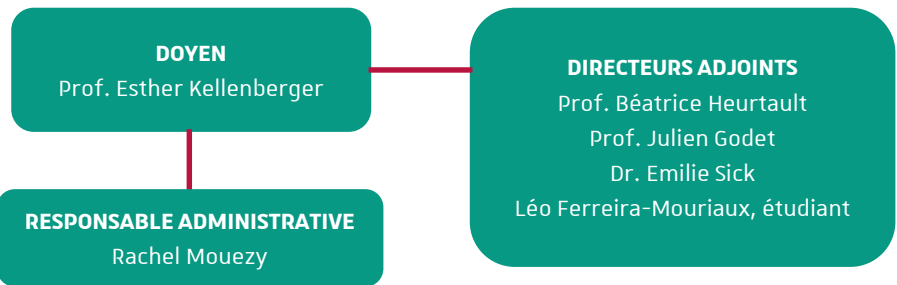 DOYEN
Prof. Esther Kellenberger
DIRECTEURS ADJOINTS
Prof. Béatrice Heurtault
Prof. Julien Godet
Dr. Emilie Sick
Léo Ferreira-Mouriaux, étudiant
RESPONSABLE ADMINISTRATIVE
Rachel Mouezy